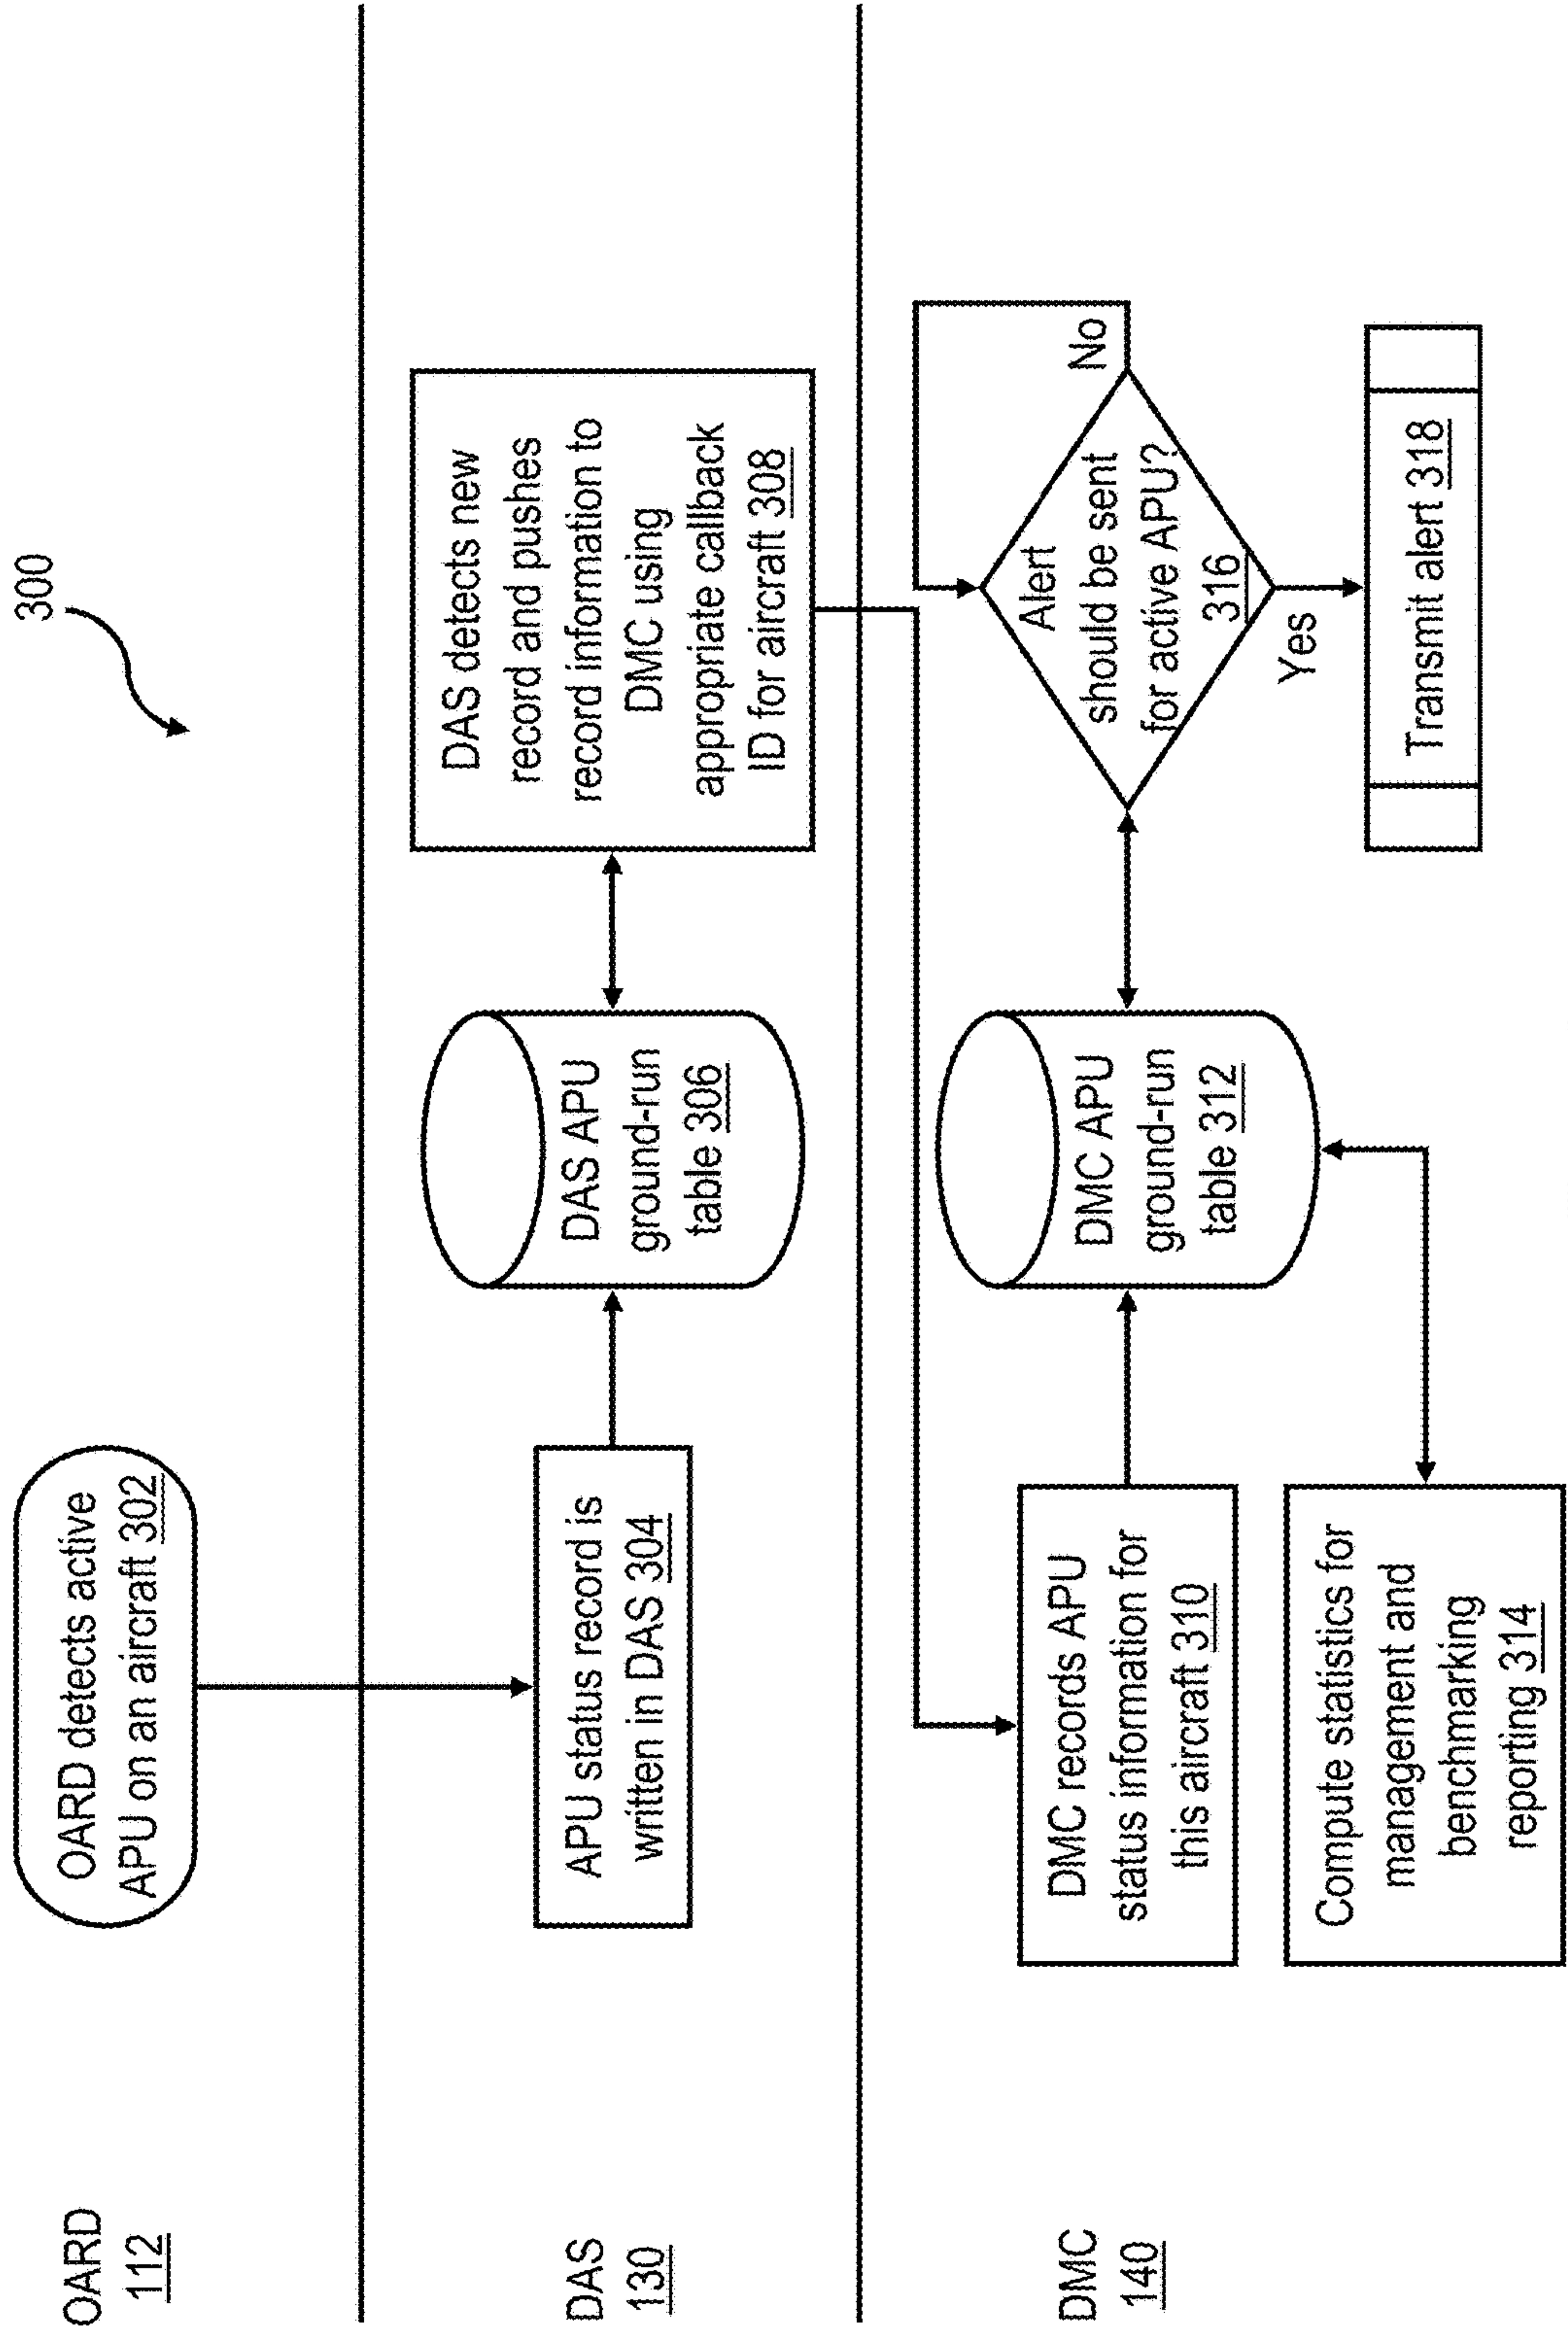 300
OARD
112
OARD detects active
APU on an aircraft 302
DAS
130
APU status record is
written in DAS 304
DAS APU
ground-run
table 306
DAS detects new
record and pushes
record information to
DMC using
appropriate callback
ID for aircraft 308
DMC
140
DMC records APU
status information for
this aircraft 310
DMC APU
ground-run
table 312
Alert
should be sent
for active APU?
316
No
Yes
Compute statistics for
management and
benchmarking
reporting 314
Transmit alert 318